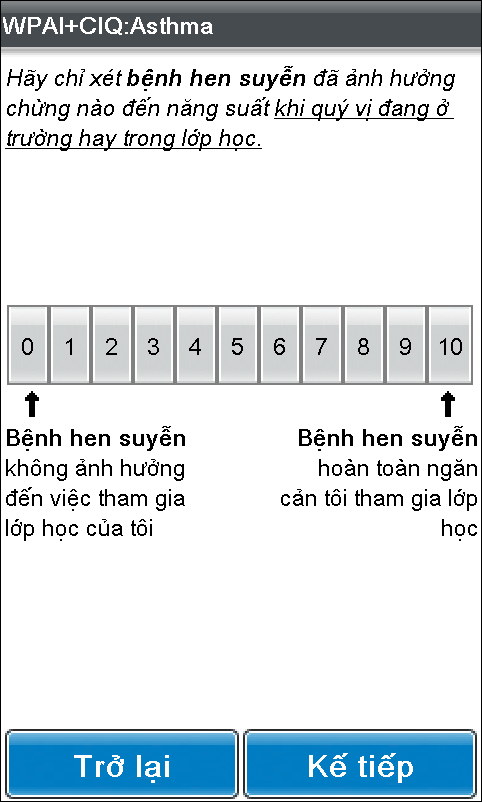 WPAI+CIQ:Asthma
Hãy chỉ xét bệnh hen suyễn đã ảnh hưởng
chừng nào đến năng suất khi quý vị đang ở
trường hay trong lớp học.
0 1 2 3 4 5 6 7 8 9 10
Bệnh hen suyễn
không ảnh hưởng
đến việc tham gia
lớp học của tôi
Bệnh hen suyễn
hoàn toàn ngăn
cản tôi tham gia lớp
học
Trở lại
Kế tiếp